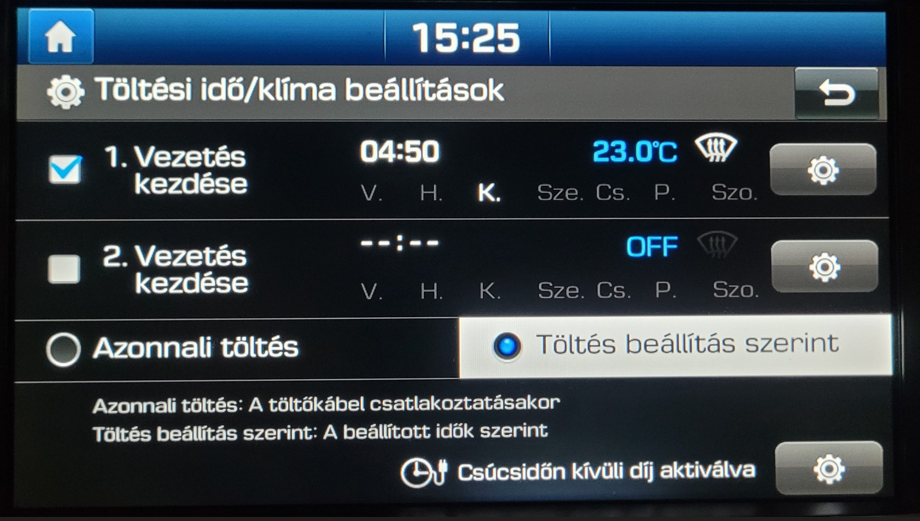 15:25
Töltési idő/klíma beállítások
1. Vezetés kezdése 04:50 23.0°C
V. H. K. Sze. Cs. P. Szo.
2. Vezetés kezdése --:-- OFF
V. H. K. Sze. Cs. P. Szo.
Azonnali töltés Töltés beállítás szerint
Azonnali töltés: A töltőkábel csatlakoztatásakor
Töltés beállítás szerint: A beállított idők szerint
Csúcsidőn kívüli díj aktiválva